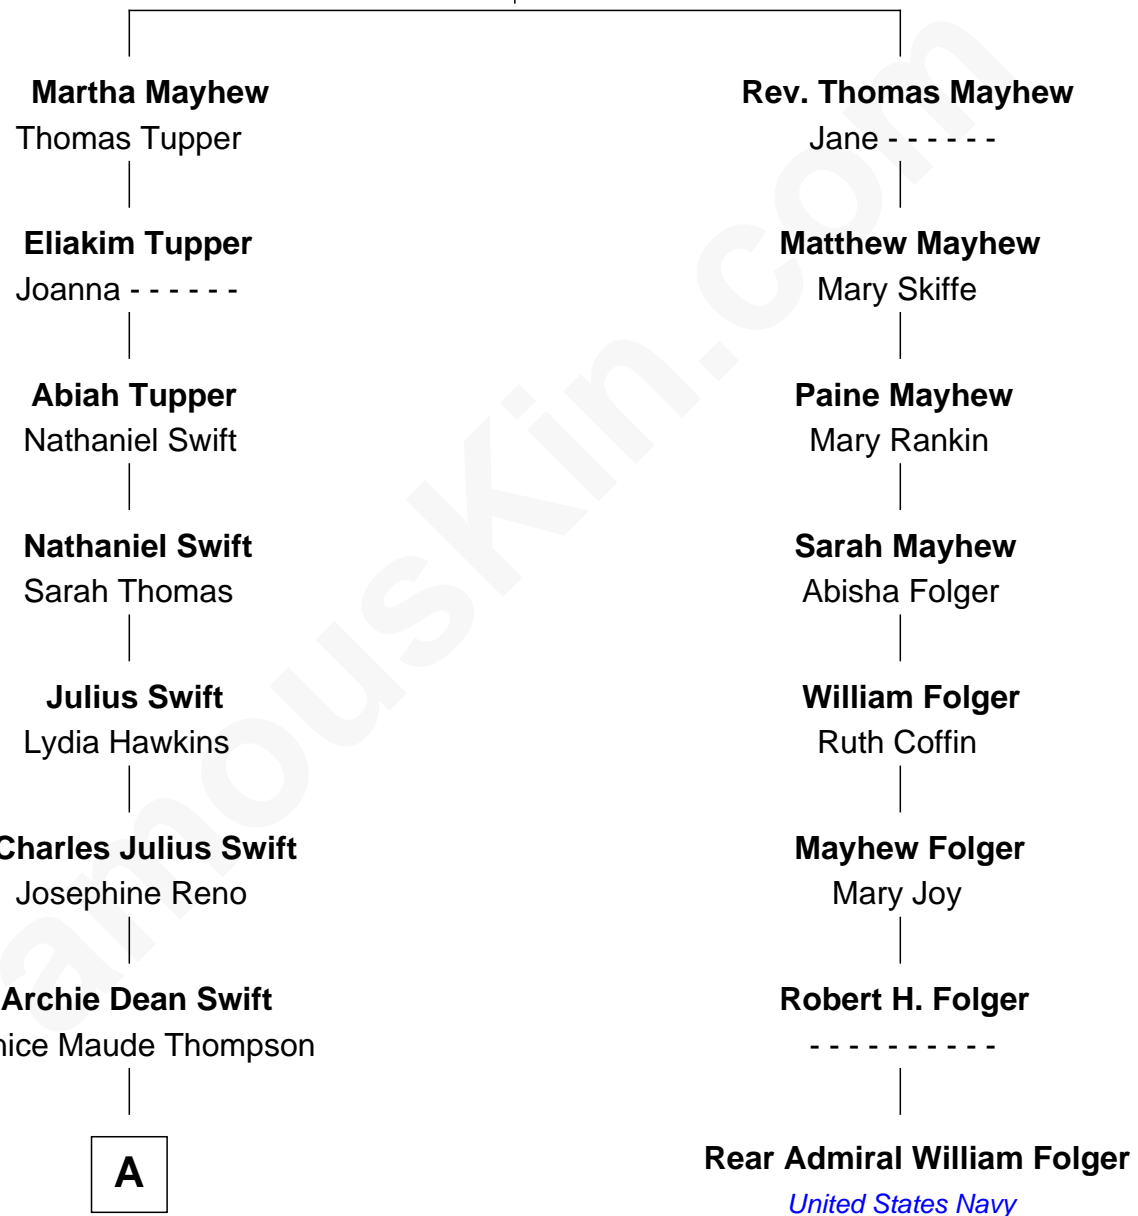 Martha Mayhew
Thomas Tupper
Eliakim Tupper
Joanna - - - - - -
Abiah Tupper
Nathaniel Swift
Nathaniel Swift
Sarah Thomas
Julius Swift
Lydia Hawkins
Charles Julius Swift
Josephine Reno
Archie Dean Swift
nice Maude Thompson
A
Rev. Thomas Mayhew
Jane - - - - - -
Matthew Mayhew
Mary Skiffe
Paine Mayhew
Mary Rankin
Sarah Mayhew
Abisha Folger
William Folger
Ruth Coffin
Mayhew Folger
Mary Joy
Robert H. Folger
- - - - - - - - - -
Rear Admiral William Folger
United States Navy
amouskin.com